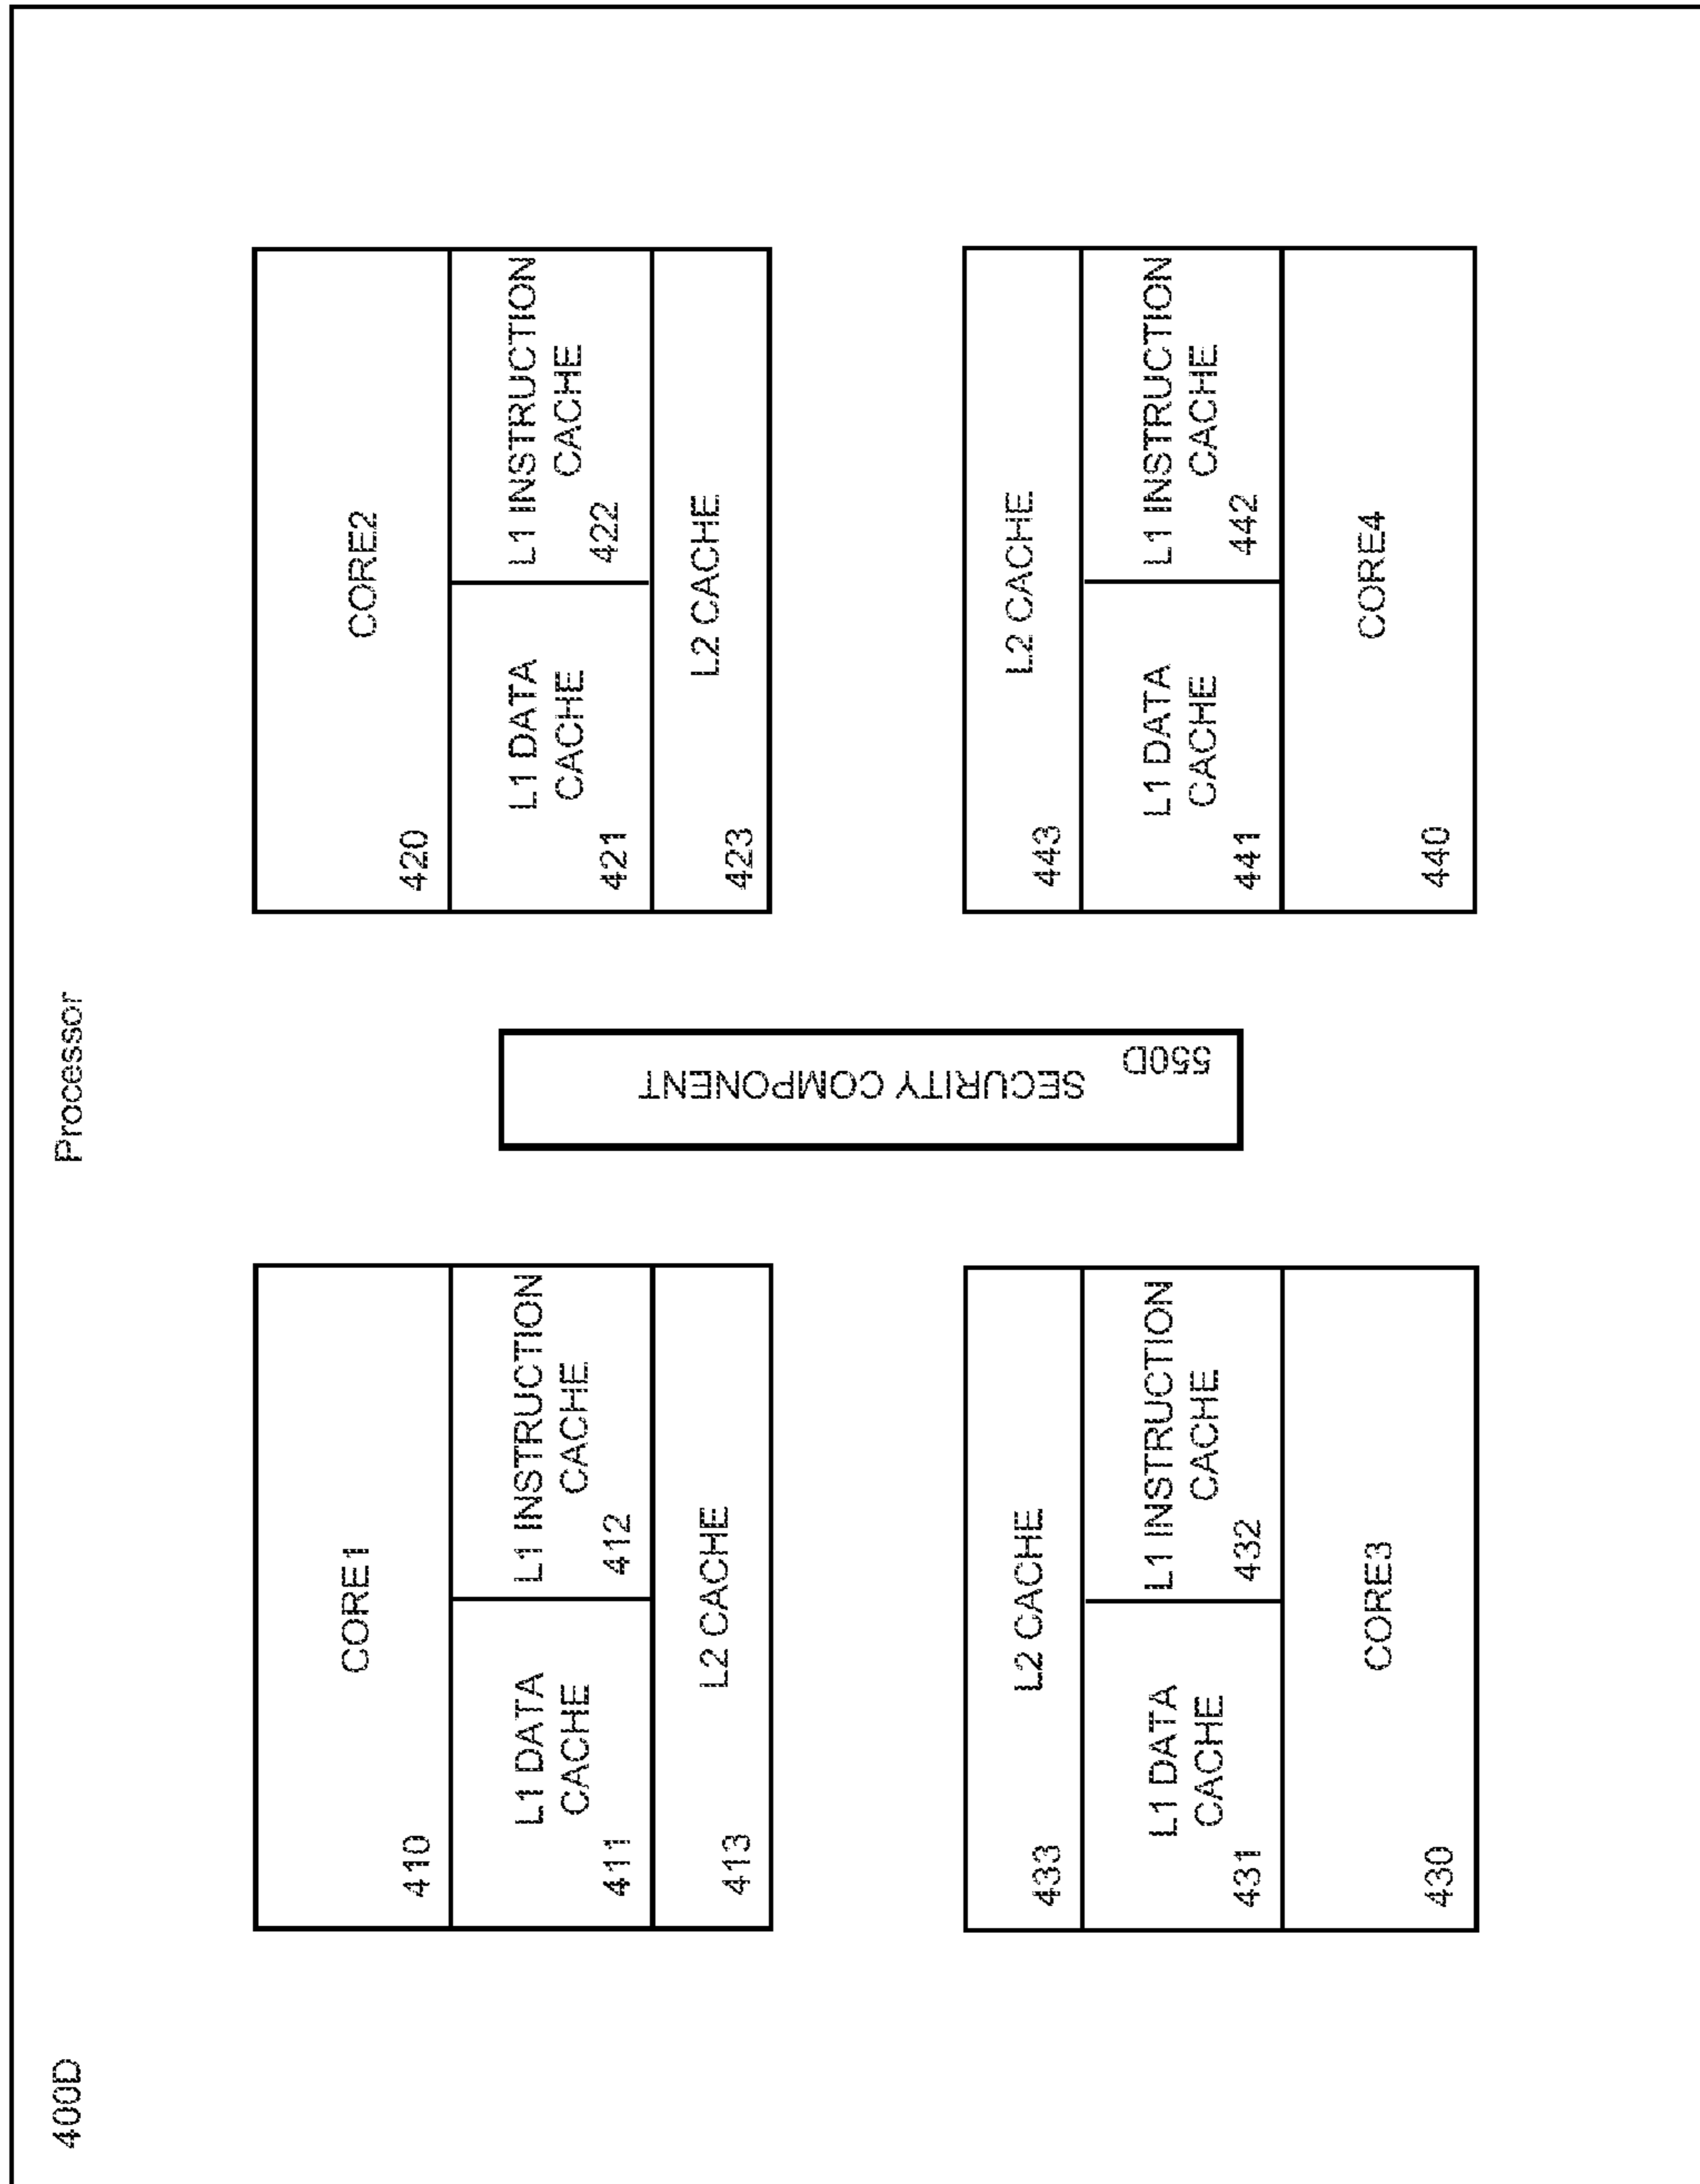 400D
Processor
CORE1
410
L1 DATA
CACHE
411
L1 INSTRUCTION
CACHE
412
L2 CACHE
413
CORE2
420
L1 DATA
CACHE
421
L1 INSTRUCTION
CACHE
422
L2 CACHE
423
SECURITY COMPONENT
550D
L2 CACHE
433
L1 DATA
CACHE
431
L1 INSTRUCTION
CACHE
432
CORE3
430
L2 CACHE
443
L1 DATA
CACHE
441
L1 INSTRUCTION
CACHE
442
CORE4
440